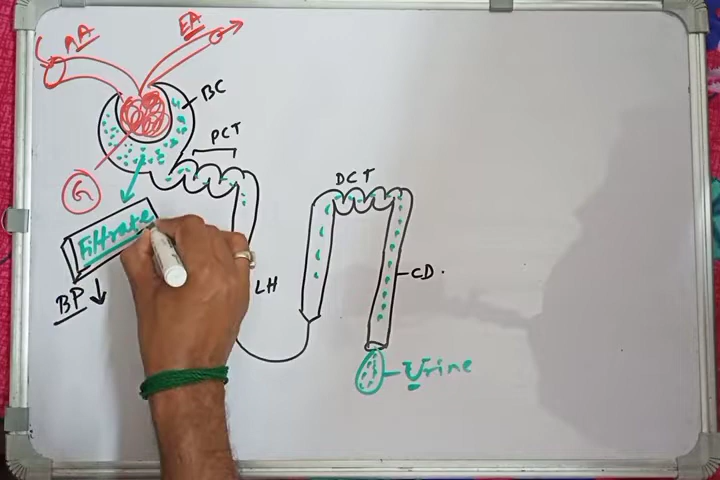 AA
EA
BC
PCT
G
DCT
Filtrate
BP ↓
LH
CD.
Urine